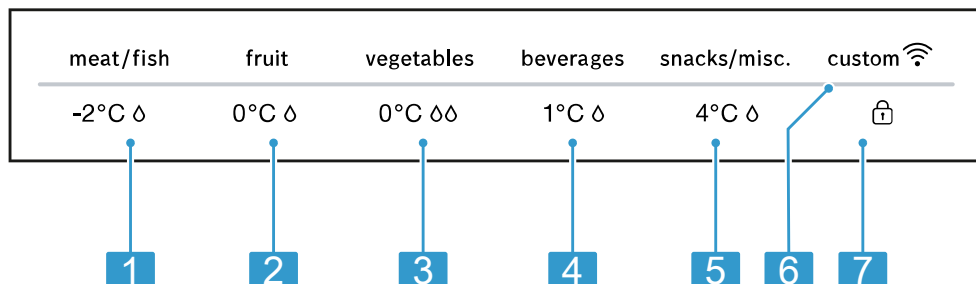 meat/fish fruit vegetables beverages snacks/misc. custom
-2°C 0°C 0°C 1°C 4°C
1 2 3 4 5 6 7